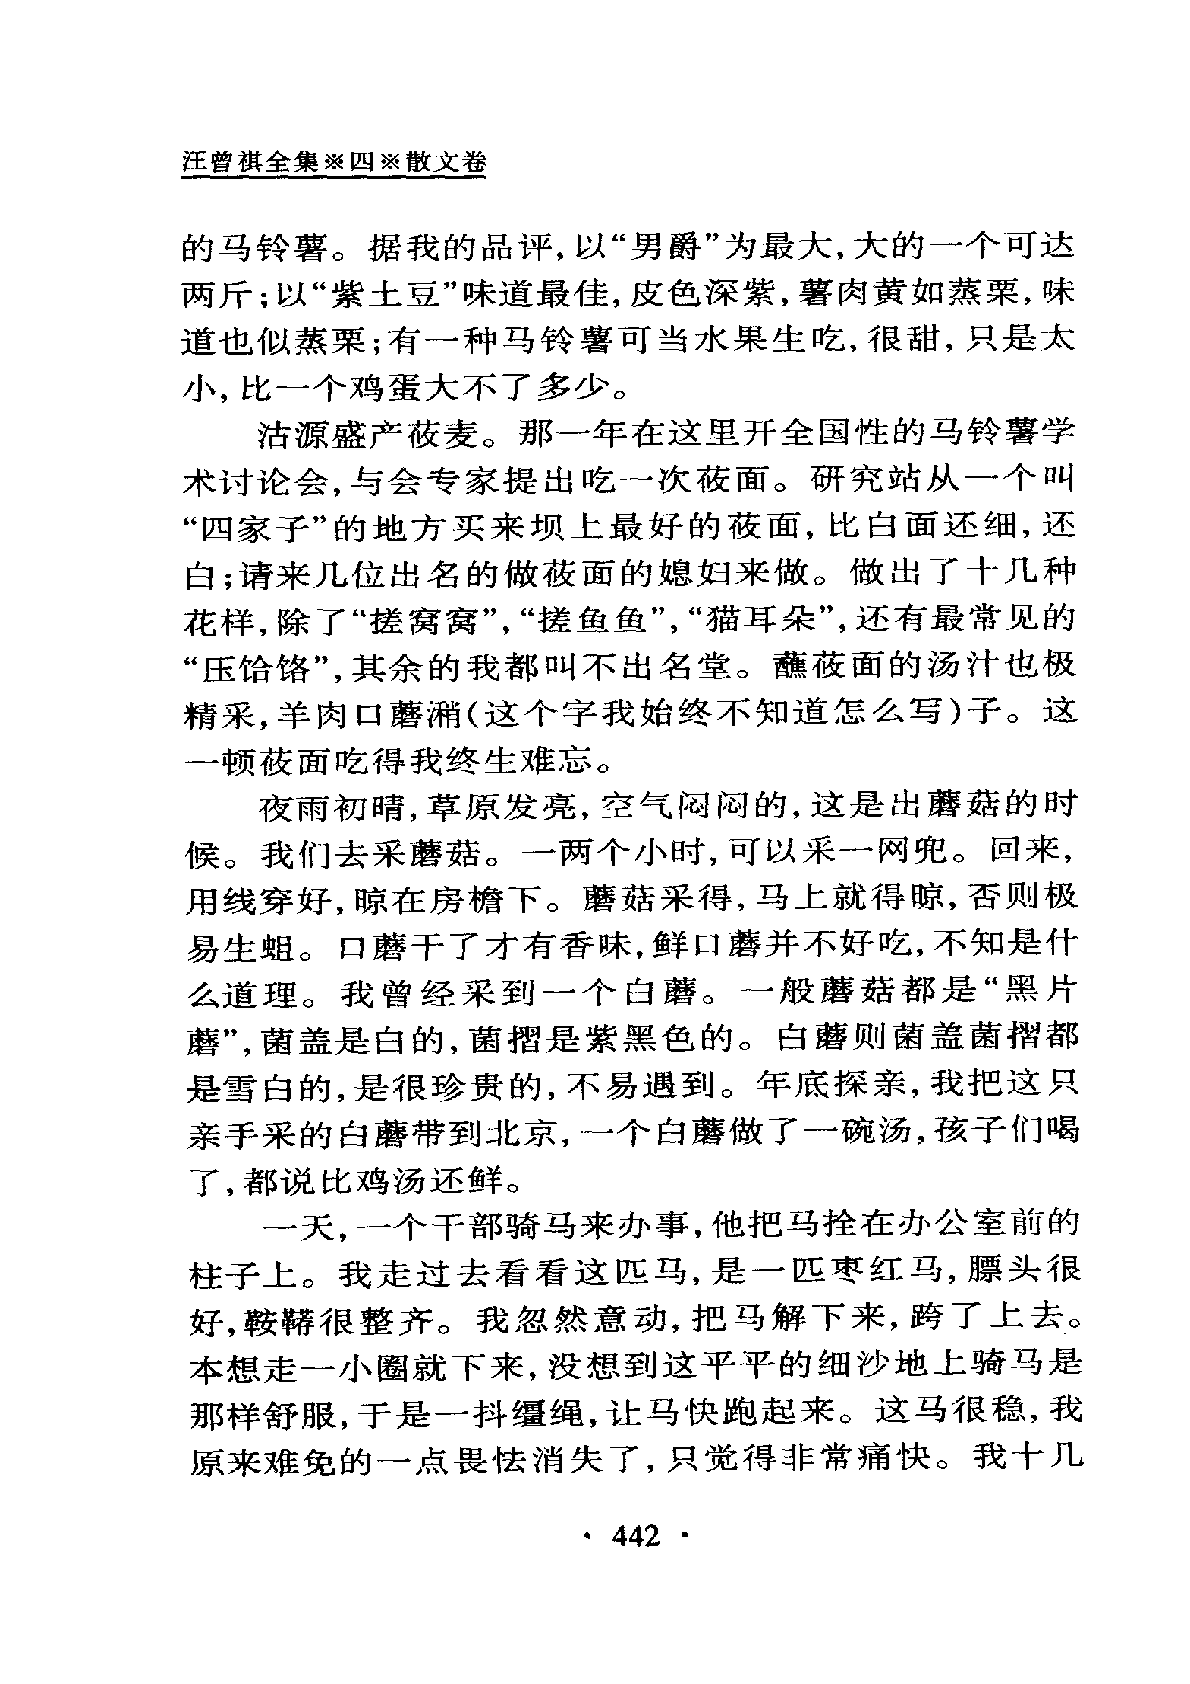 汪曾祺全集※四※散文卷
的马铃薯。据我的品评,以“男爵”为最大,大的一个可达
两斤;以“紫土豆”味道最佳,皮色深紫,薯肉黄如蒸栗,味
道也似蒸栗;有一种马铃薯可当水果生吃,很甜,只是太
小,比一个鸡蛋大不了多少。
沽源盛产莜麦。那一年在这里开全国性的马铃薯学
术讨论会,与会专家提出吃一次莜面。研究站从一个叫
“四家子”的地方买来坝上最好的莜面,比白面还细,还
白;请来几位出名的做莜面的媳妇来做。做出了十几种
花样,除了“搓窝窝”,“搓鱼鱼”,“猫耳朵”,还有最常见的
“压饸饹”,其余的我都叫不出名堂。蘸莜面的汤汁也极
精采,羊肉口蘑潲(这个字我始终不知道怎么写)子。这
一顿莜面吃得我终生难忘。
夜雨初晴,草原发亮,空气闷闷的,这是出蘑菇的时
候。我们去采蘑菇。一两个小时,可以采一网兜。回来,
用线穿好,晾在房檐下。蘑菇采得,马上就得晾,否则极
易生蛆。口蘑干了才有香味,鲜口蘑并不好吃,不知是什
么道理。我曾经采到一个白蘑。一般蘑菇都是“黑片
蘑”,菌盖是白的,菌摺是紫黑色的。白蘑则菌盖菌摺都
是雪白的,是很珍贵的,不易遇到。年底探亲,我把这只
亲手采的白蘑带到北京,一个白蘑做了一碗汤,孩子们喝
了,都说比鸡汤还鲜。
一天,一个干部骑马来办事,他把马拴在办公室前的
柱子上。我走过去看看这匹马,是一匹枣红马,膘头很
好,鞍鞯很整齐。我忽然意动,把马解下来,跨了上去。
本想走一小圈就下来,没想到这平平的细沙地上骑马是
那样舒服,于是一抖缰绳,让马快跑起来。这马很稳,我
原来难免的一点畏怯消失了,只觉得非常痛快。我十几
· 442 ·